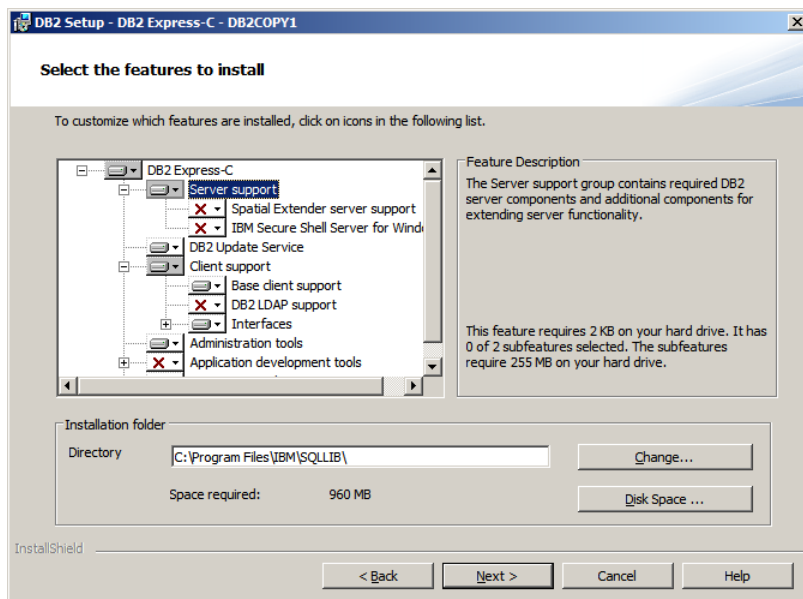 DB2 Setup - DB2 Express-C - DB2COPY1
Select the features to install
To customize which features are installed, click on icons in the following list.
DB2 Express-C
Server support
Spatial Extender server support
IBM Secure Shell Server for Windo
DB2 Update Service
Client support
Base client support
DB2 LDAP support
Interfaces
Administration tools
Application development tools
Feature Description
The Server support group contains required DB2
server components and additional components for
extending server functionality.
This feature requires 2 KB on your hard drive. It has
0 of 2 subfeatures selected. The subfeatures
require 255 MB on your hard drive.
Installation folder
Directory
C:\Program Files\IBM\SQLLIB\
Change...
Space required:
960 MB
Disk Space ...
InstallShield
< Back
Next >
Cancel
Help